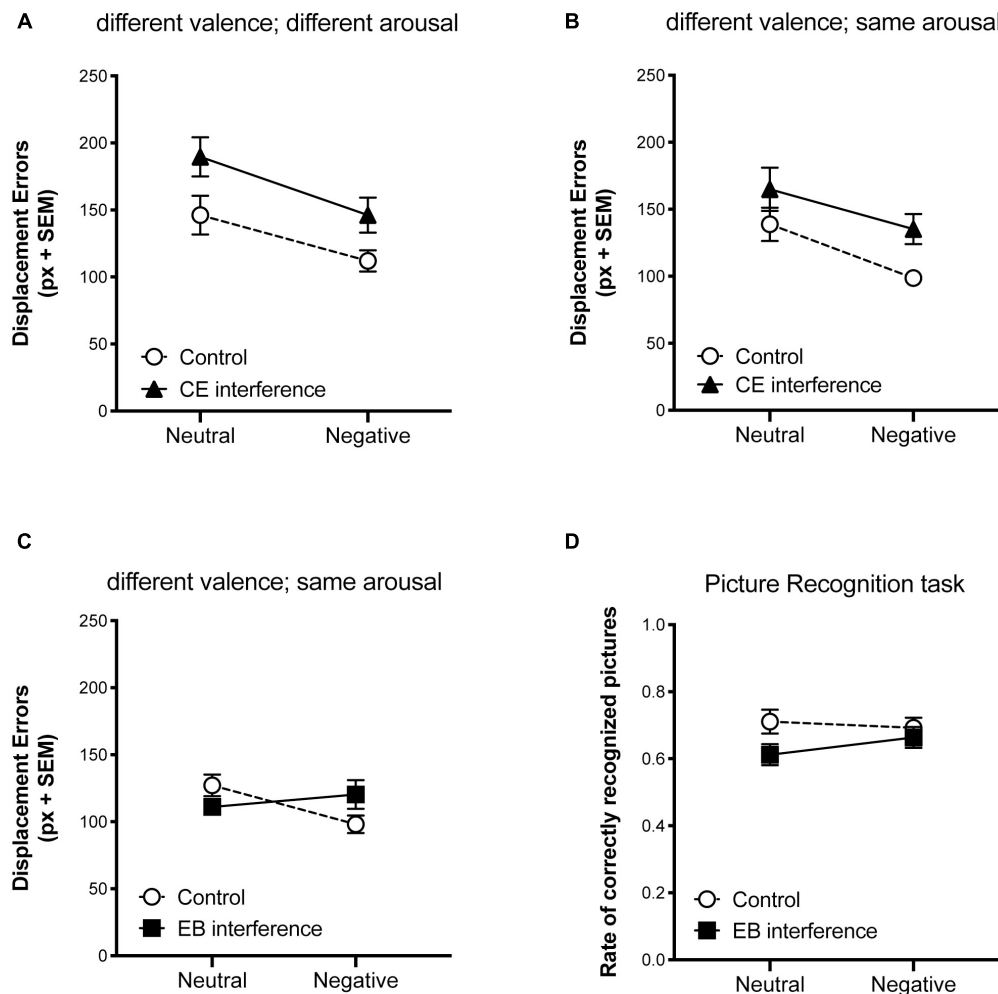 A
different valence; different arousal
Displacement Errors
(px + SEM)
250
200
150
100
50
0
Control
CE interference
Neutral
Negative
B
different valence; same arousal
Displacement Errors
(px + SEM)
250
200
150
100
50
0
Control
CE interference
Neutral
Negative
C
different valence; same arousal
Displacement Errors
(px + SEM)
250
200
150
100
50
0
Control
EB interference
Neutral
Negative
D
Picture Recognition task
Rate of correctly recognized pictures
1.0
0.8
0.6
0.4
0.2
0.0
Control
EB interference
Neutral
Negative